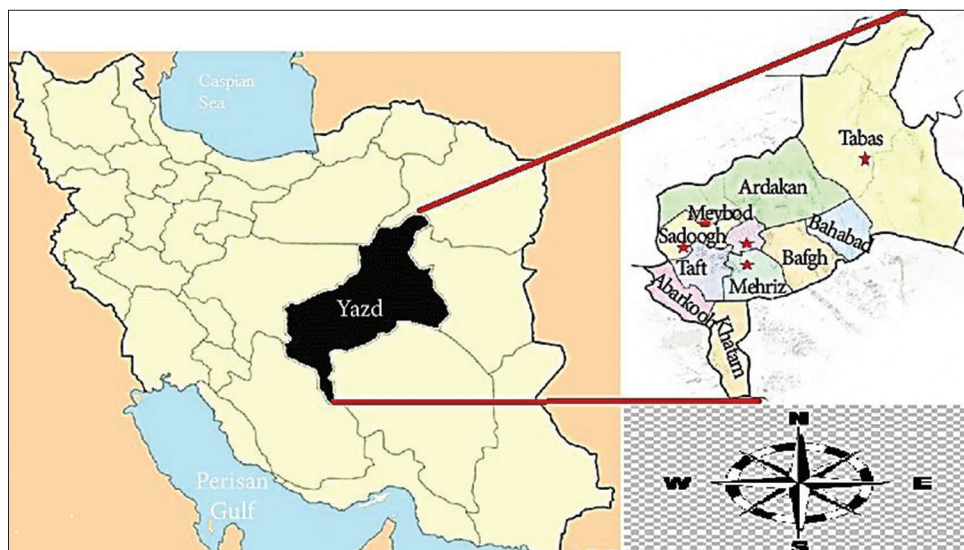 Caspian
Sea
Yazd
Perisan
Gulf
Tabas
Ardakan
Meybod
Sadoogh
Bahabad
Bafgh
Taft
Mehriz
Abarkooh
Khatam
N
W
E
S